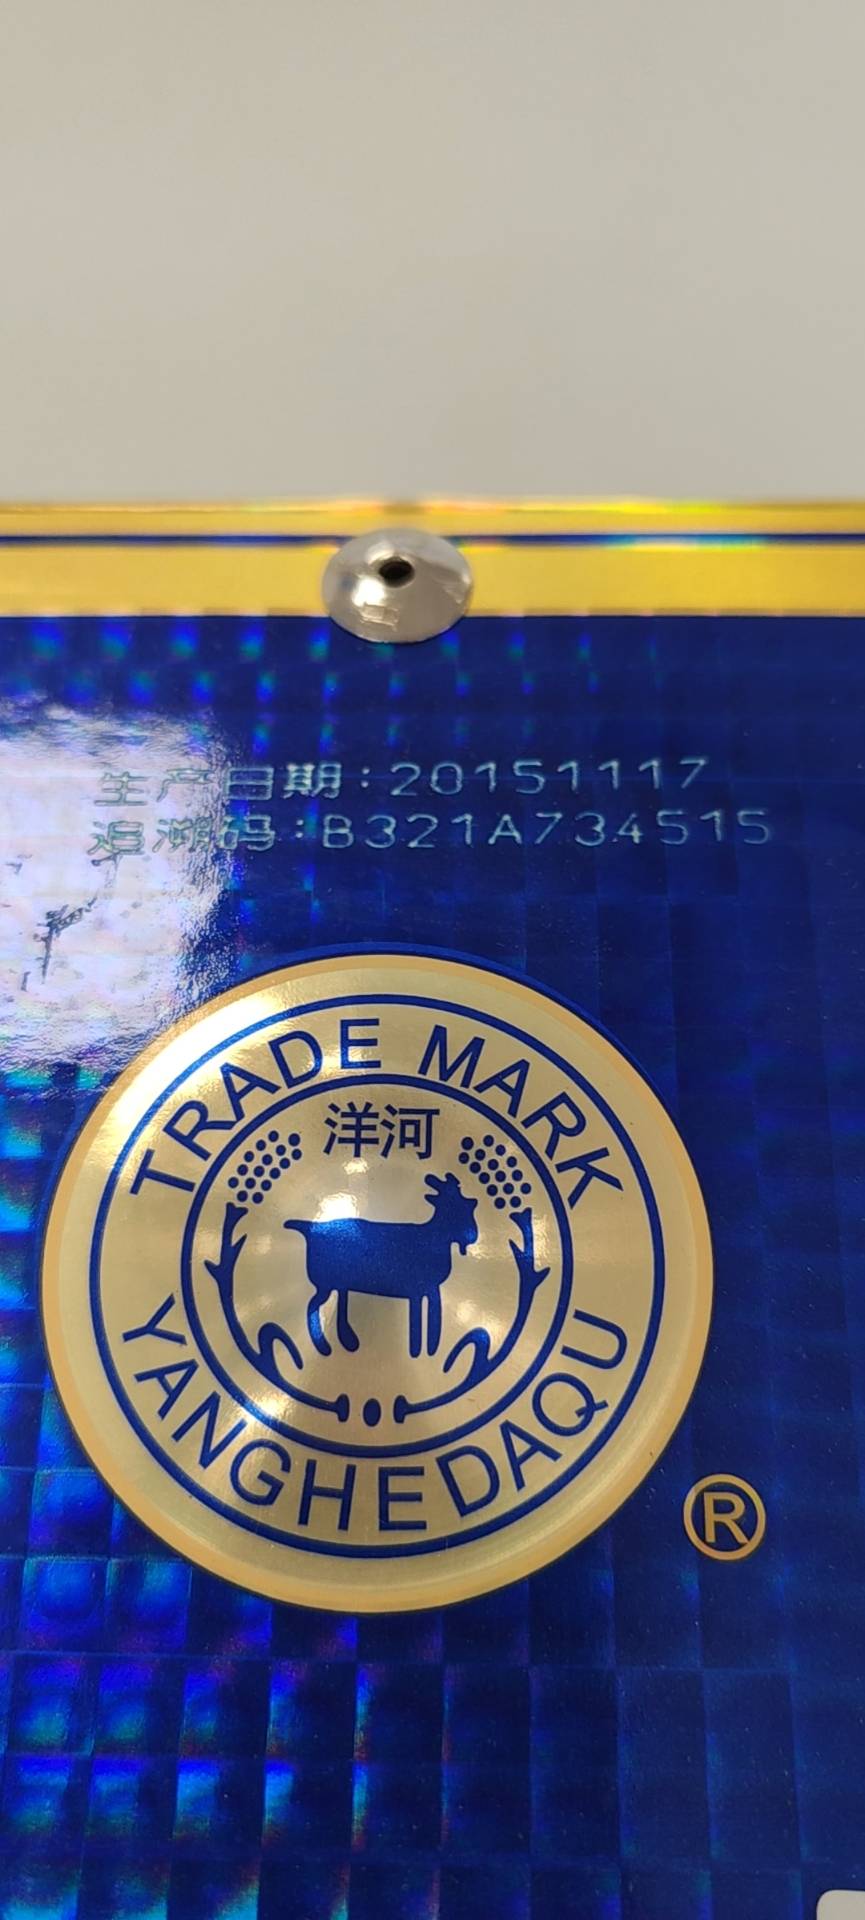 生产日期:20151117
追溯码:B321A734515
TRADE MARK
洋河
YANGHEDAQU
®